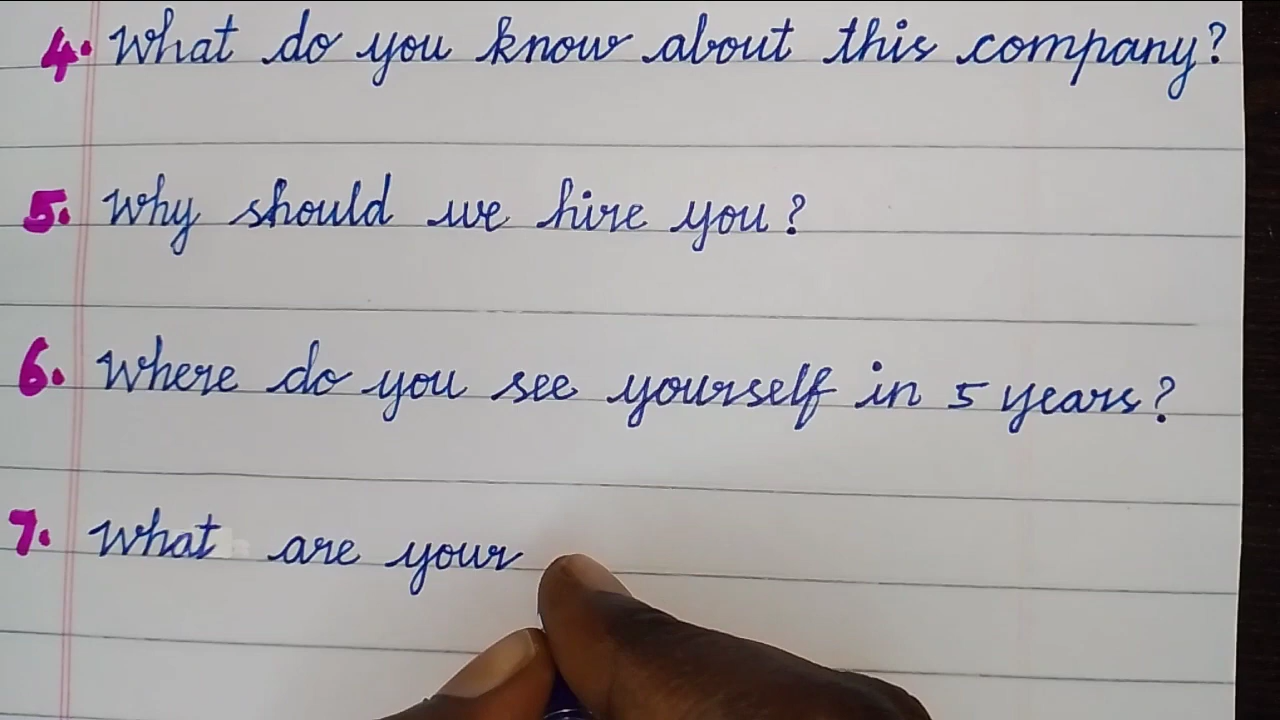 4. What do you know about this company?
5. Why should we hire you?
6. Where do you see yourself in 5 years?
7. What are your